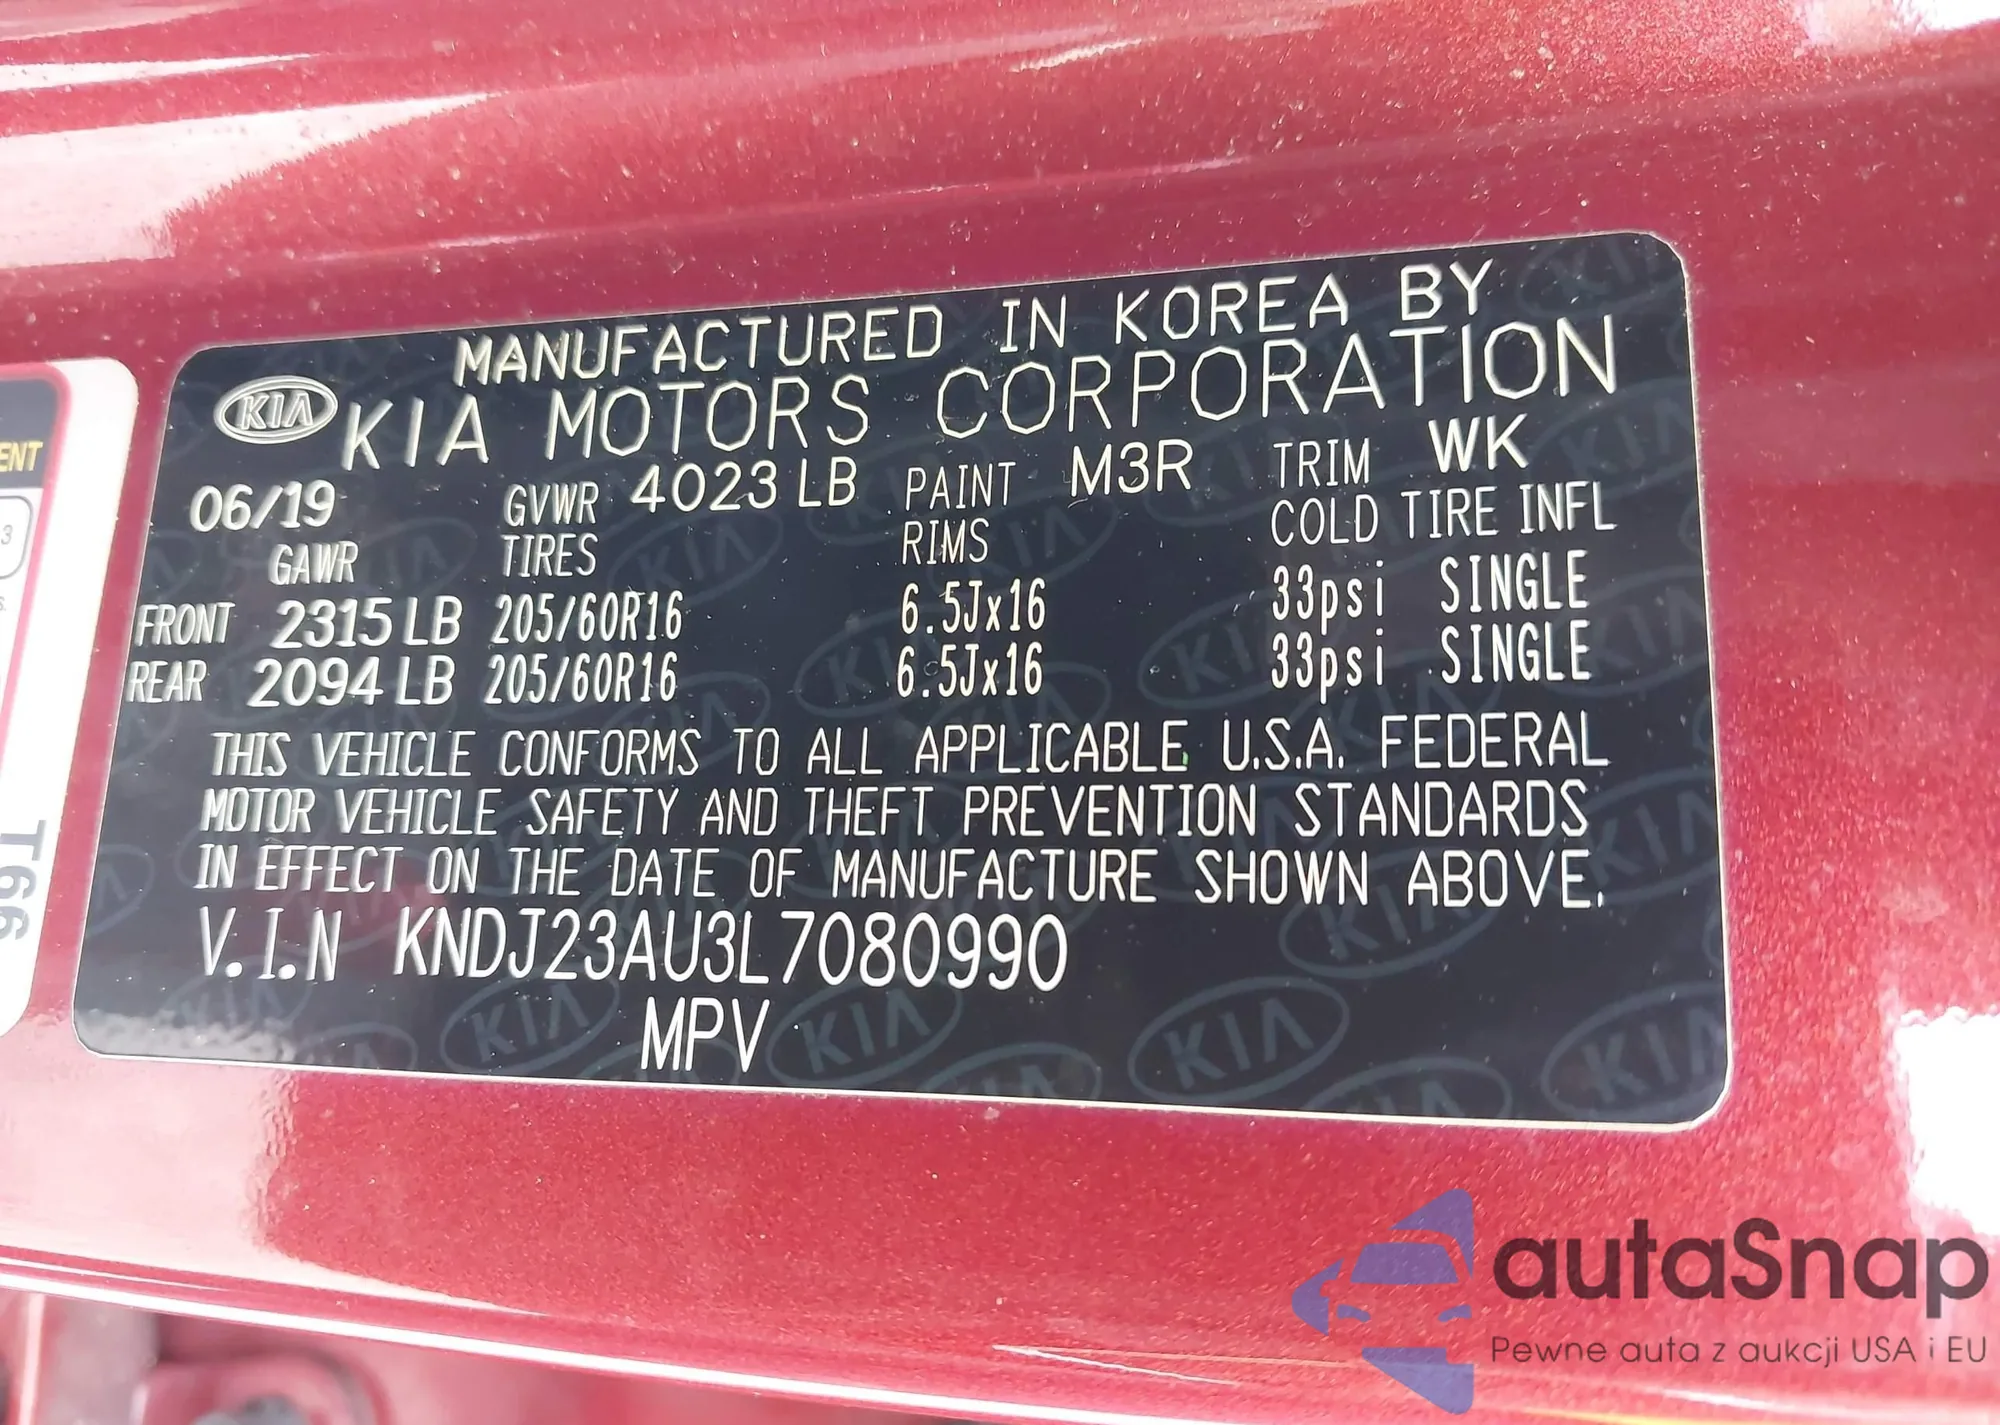 MANUFACTURED IN KOREA BY
KIA KIA MOTORS CORPORATION
06/19 GVWR 4023 LB PAINT M3R TRIM WK
GAWR TIRES RIMS COLD TIRE INFL
FRONT 2315 LB 205/60R16 6.5Jx16 33psi SINGLE
REAR 2094 LB 205/60R16 6.5Jx16 33psi SINGLE
THIS VEHICLE CONFORMS TO ALL APPLICABLE U.S.A. FEDERAL
MOTOR VEHICLE SAFETY AND THEFT PREVENTION STANDARDS
IN EFFECT ON THE DATE OF MANUFACTURE SHOWN ABOVE.
V.I.N KNDJ23AU3L7080990
MPV
ENT
3
autaSnap
Pewne auta z aukcji USA i EU